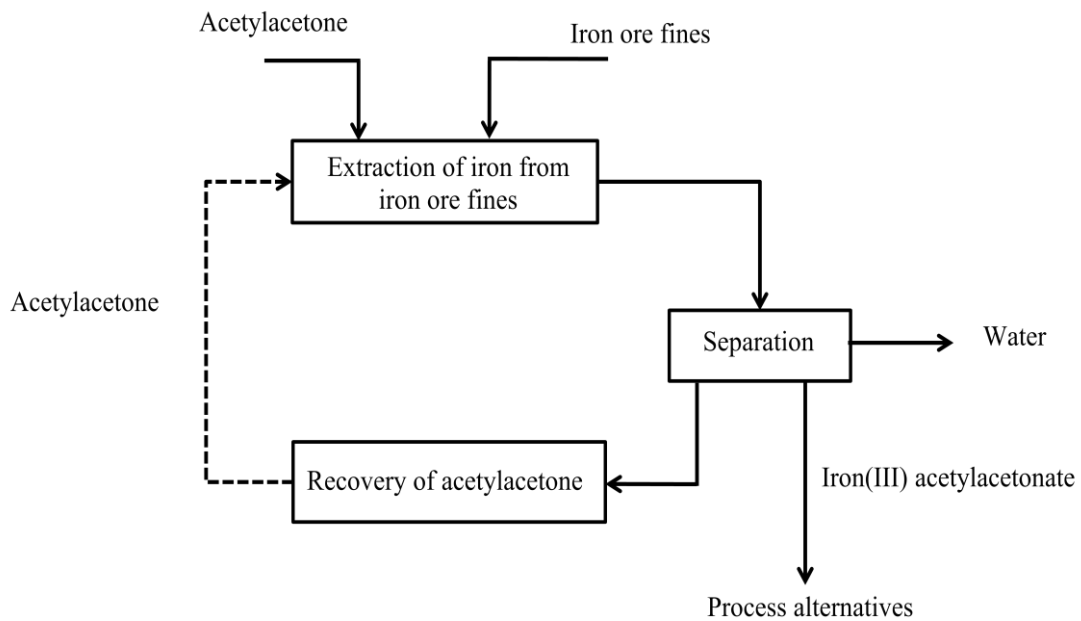 Acetylacetone
Iron ore fines
Extraction of iron from
iron ore fines
Acetylacetone
Separation
Water
Recovery of acetylacetone
Iron(III) acetylacetonate
Process alternatives